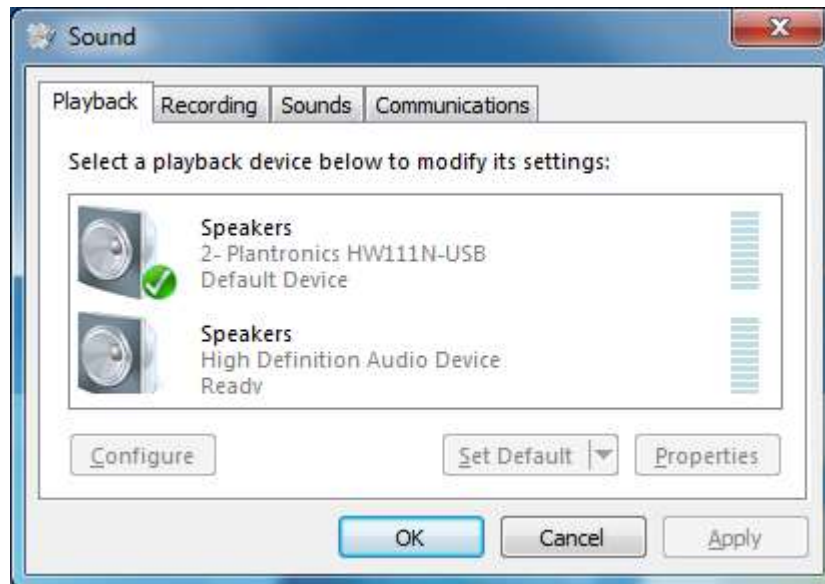 Sound
Playback Recording Sounds Communications
Select a playback device below to modify its settings:
Speakers
2- Plantronics HW111N-USB
Default Device
Speakers
High Definition Audio Device
Ready
Configure Set Default Properties
OK Cancel Apply